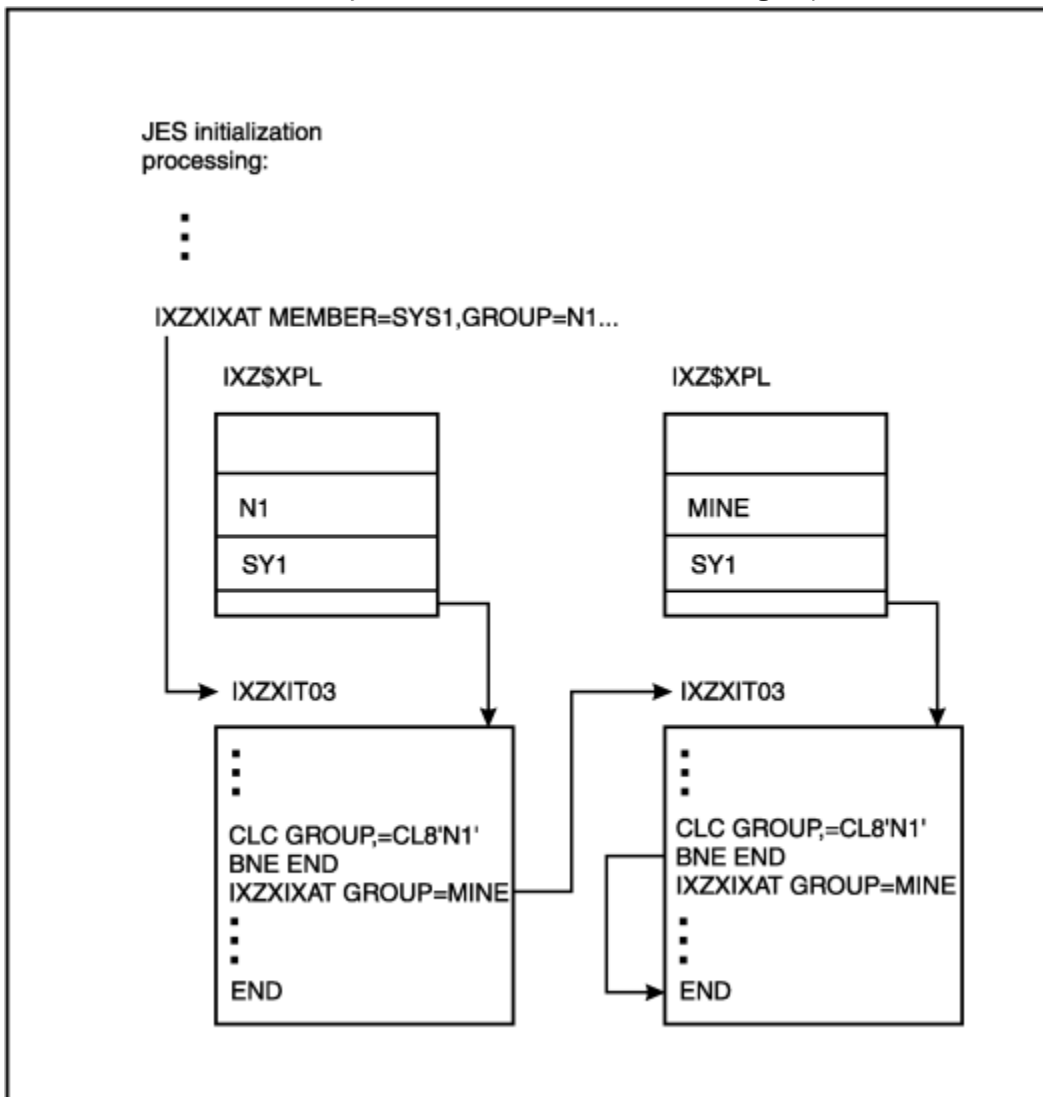 JES initialization
processing:
IXZXIXAT MEMBER=SYS1,GROUP=N1...
IXZ$XPL
N1
SY1
IXZ$XPL
MINE
SY1
IXZXIT03
CLC GROUP,=CL8'N1'
BNE END
IXZXIXAT GROUP=MINE
END
IXZXIT03
CLC GROUP,=CL8'N1'
BNE END
IXZXIXAT GROUP=MINE
END